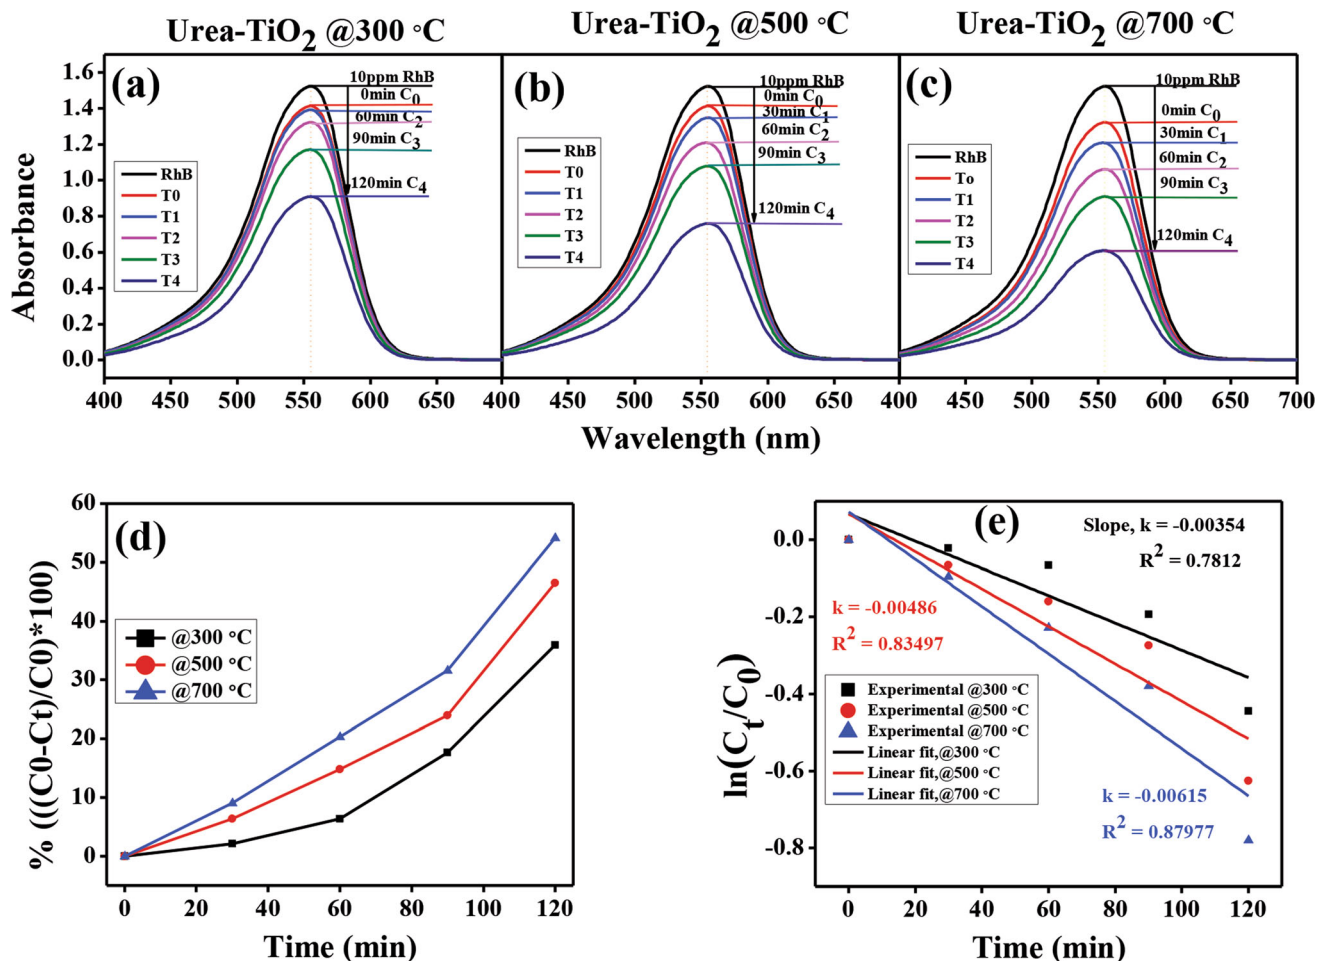 Urea-TiO2 @300 °C
Urea-TiO2 @500 °C
Urea-TiO2 @700 °C
Absorbance
1.6
1.4
1.2
1.0
0.8
0.6
0.4
0.2
0.0
(a)
10ppm RhB
0min C0
60min C2
90min C3
120min C4
RhB
T0
T1
T2
T3
T4
400 450 500 550 600 650
(b)
10ppm RhB
0min C0
30min C1
60min C2
90min C3
120min C4
RhB
T0
T1
T2
T3
T4
400 450 500 550 600 650
(c)
10ppm RhB
0min C0
30min C1
60min C2
90min C3
120min C4
RhB
To
T1
T2
T3
T4
400 450 500 550 600 650 700
Wavelength (nm)
(d)
% (((C0-Ct)/C0)*100)
60
50
40
30
20
10
0
@300 °C
@500 °C
@700 °C
0 20 40 60 80 100 120
Time (min)
(e)
ln(Ct/C0)
0.0
-0.2
-0.4
-0.6
-0.8
Slope, k = -0.00354
R2 = 0.7812
k = -0.00486
R2 = 0.83497
Experimental @300 °C
Experimental @500 °C
Experimental @700 °C
Linear fit,@300 °C
Linear fit,@500 °C
Linear fit,@700 °C
k = -0.00615
R2 = 0.87977
0 30 60 90 120
Time (min)